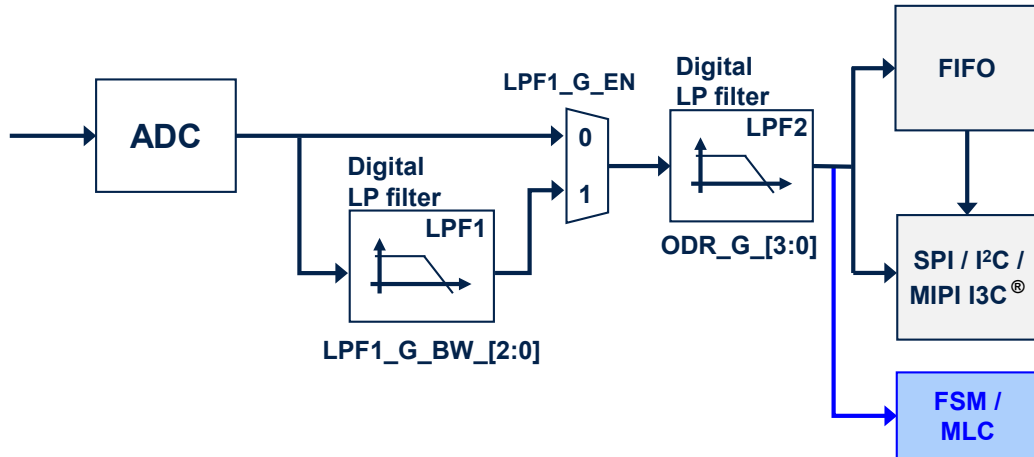 ADC
Digital
LP filter
LPF1
LPF1_G_BW_[2:0]
LPF1_G_EN
0
1
Digital
LP filter
LPF2
ODR_G_[3:0]
FIFO
SPI / I²C /
MIPI I3C ®
FSM /
MLC